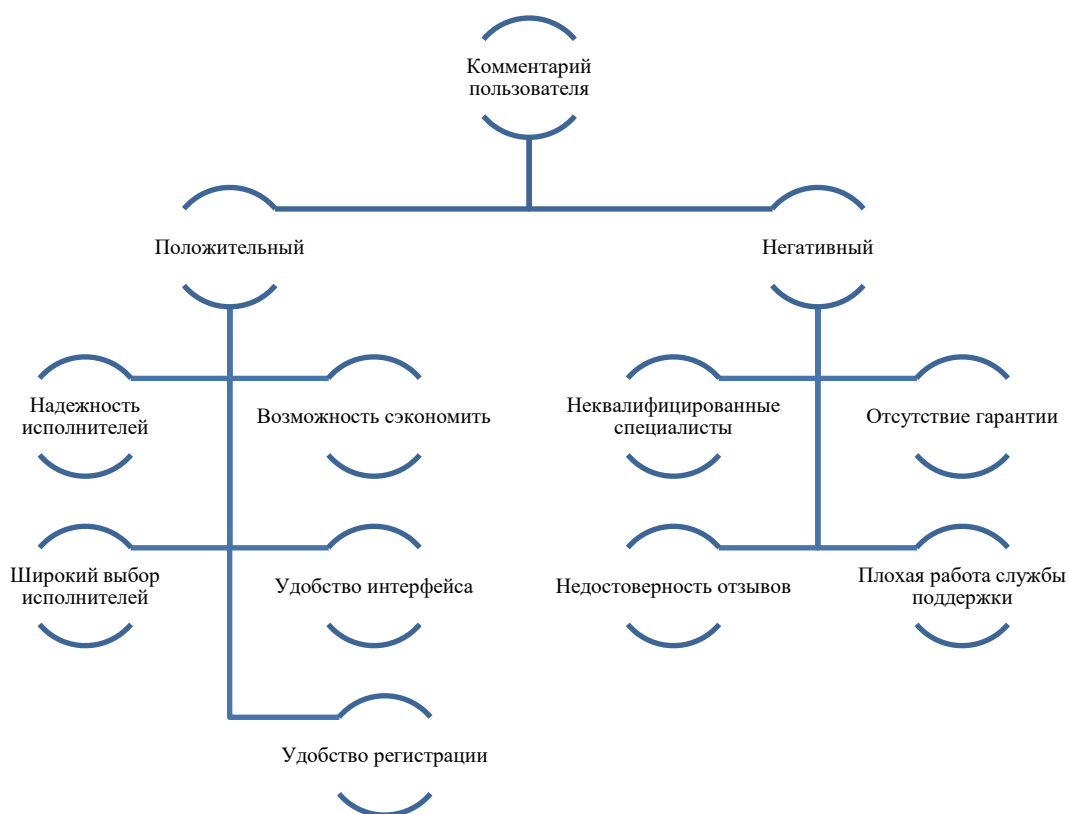 Комментарий
пользователя
Положительный
Негативный
Надежность
исполнителей
Возможность сэкономить
Неквалифицированные
специалисты
Отсутствие гарантии
Широкий выбор
исполнителей
Удобство интерфейса
Недостоверность отзывов
Плохая работа службы
поддержки
Удобство регистрации